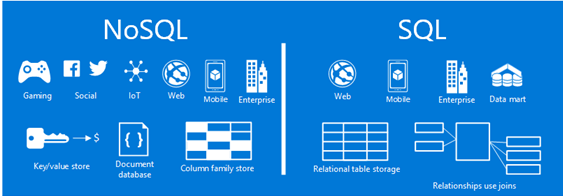 NoSQL
SQL
Gaming
Social
IoT
Web
Mobile
Enterprise
Web
Mobile
Enterprise
Data mart
$
{ }
Key/value store
Document
database
Column family store
Relational table storage
Relationships use joins